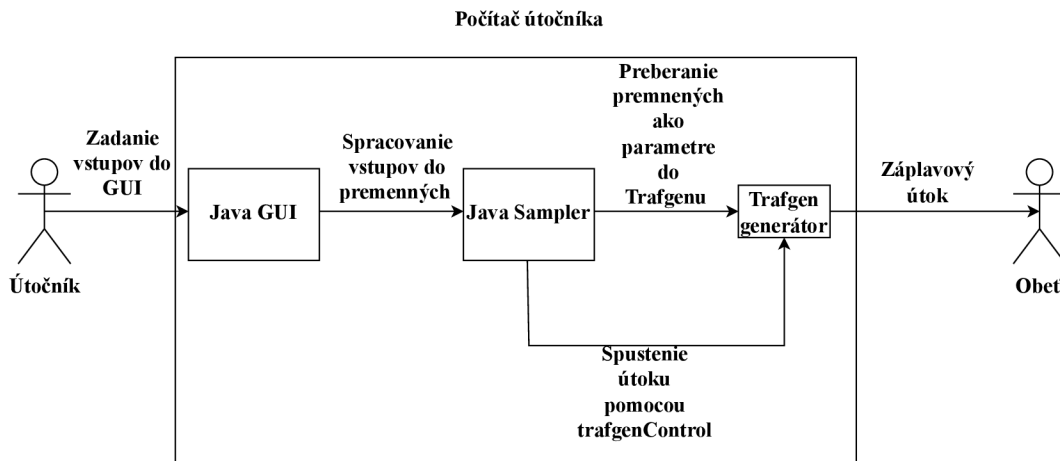 Počítač útočníka
Zadanie
vstupov do
GUI
Spracovanie
vstupov do
premenných
Preberanie
premnených
ako
parametre
do
Trafgenu
Záplavový
útok
Java GUI
Java Sampler
Trafgen
generátor
Útočník
Obeť
Spustenie
útoku
pomocou
trafgenControl